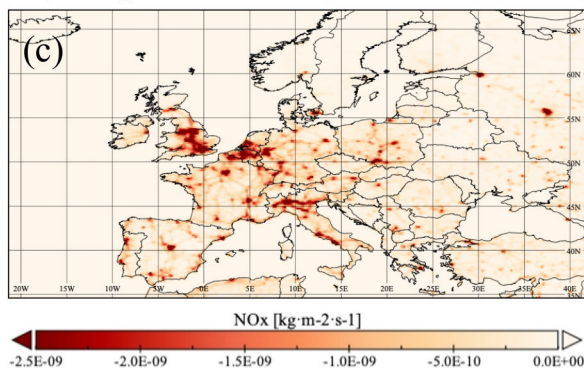 (c)
65N
60N
55N
50N
45N
40N
20W 15W 10W 5W 0E 5E 10E 15E 20E 25E 30E 35E 40E
NOx [kg·m-2·s-1]
-2.5E-09 -2.0E-09 -1.5E-09 -1.0E-09 -5.0E-10 0.0E+00